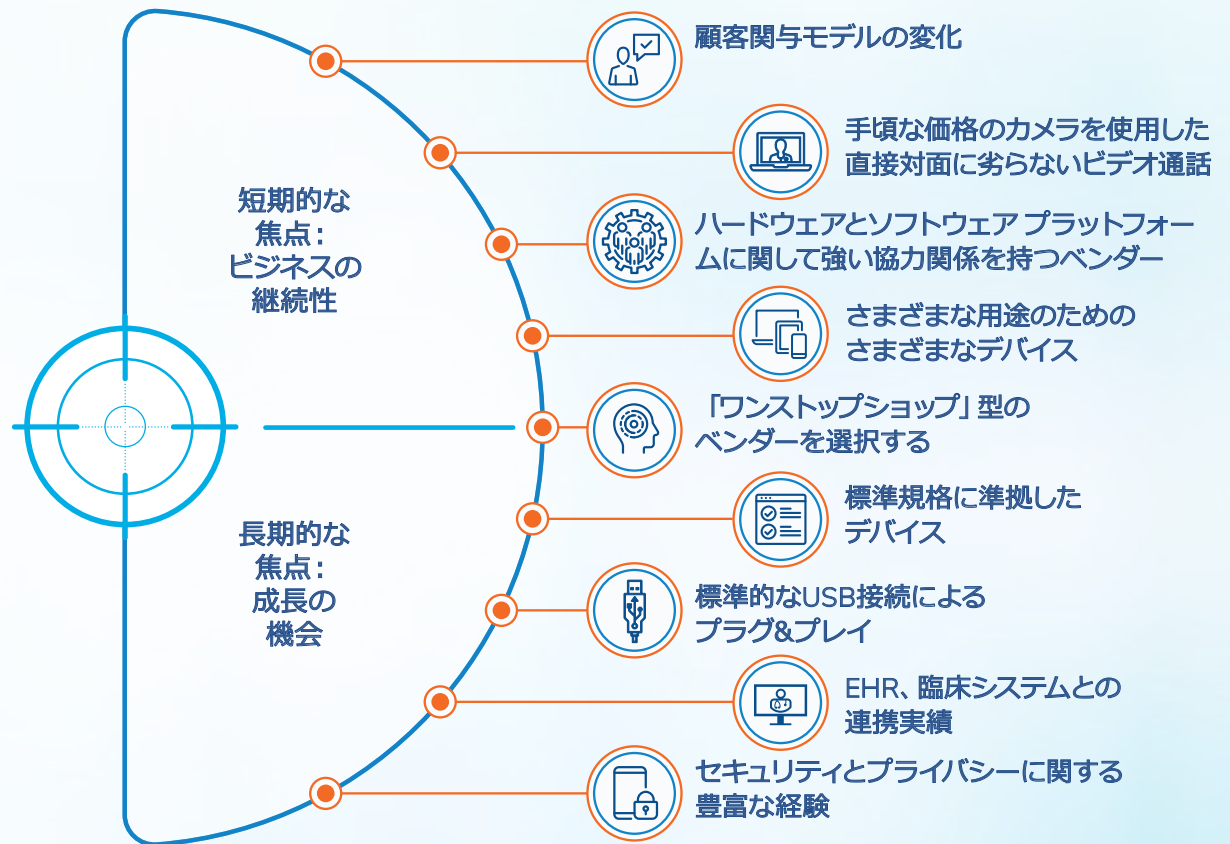 顧客関与モデルの変化
手頃な価格のカメラを使用した
直接対面に劣らないビデオ通話
短期的な
焦点：
ビジネスの
継続性
ハードウェアとソフトウェア プラットフォー
ムに関して強い協力関係を持つベンダー
さまざまな用途のための
さまざまなデバイス
「ワンストップショップ」型の
ベンダーを選択する
標準規格に準拠した
デバイス
長期的な
焦点：
成長の
機会
標準的なUSB接続による
プラグ&プレイ
EHR、臨床システムとの
連携実績
セキュリティとプライバシーに関する
豊富な経験